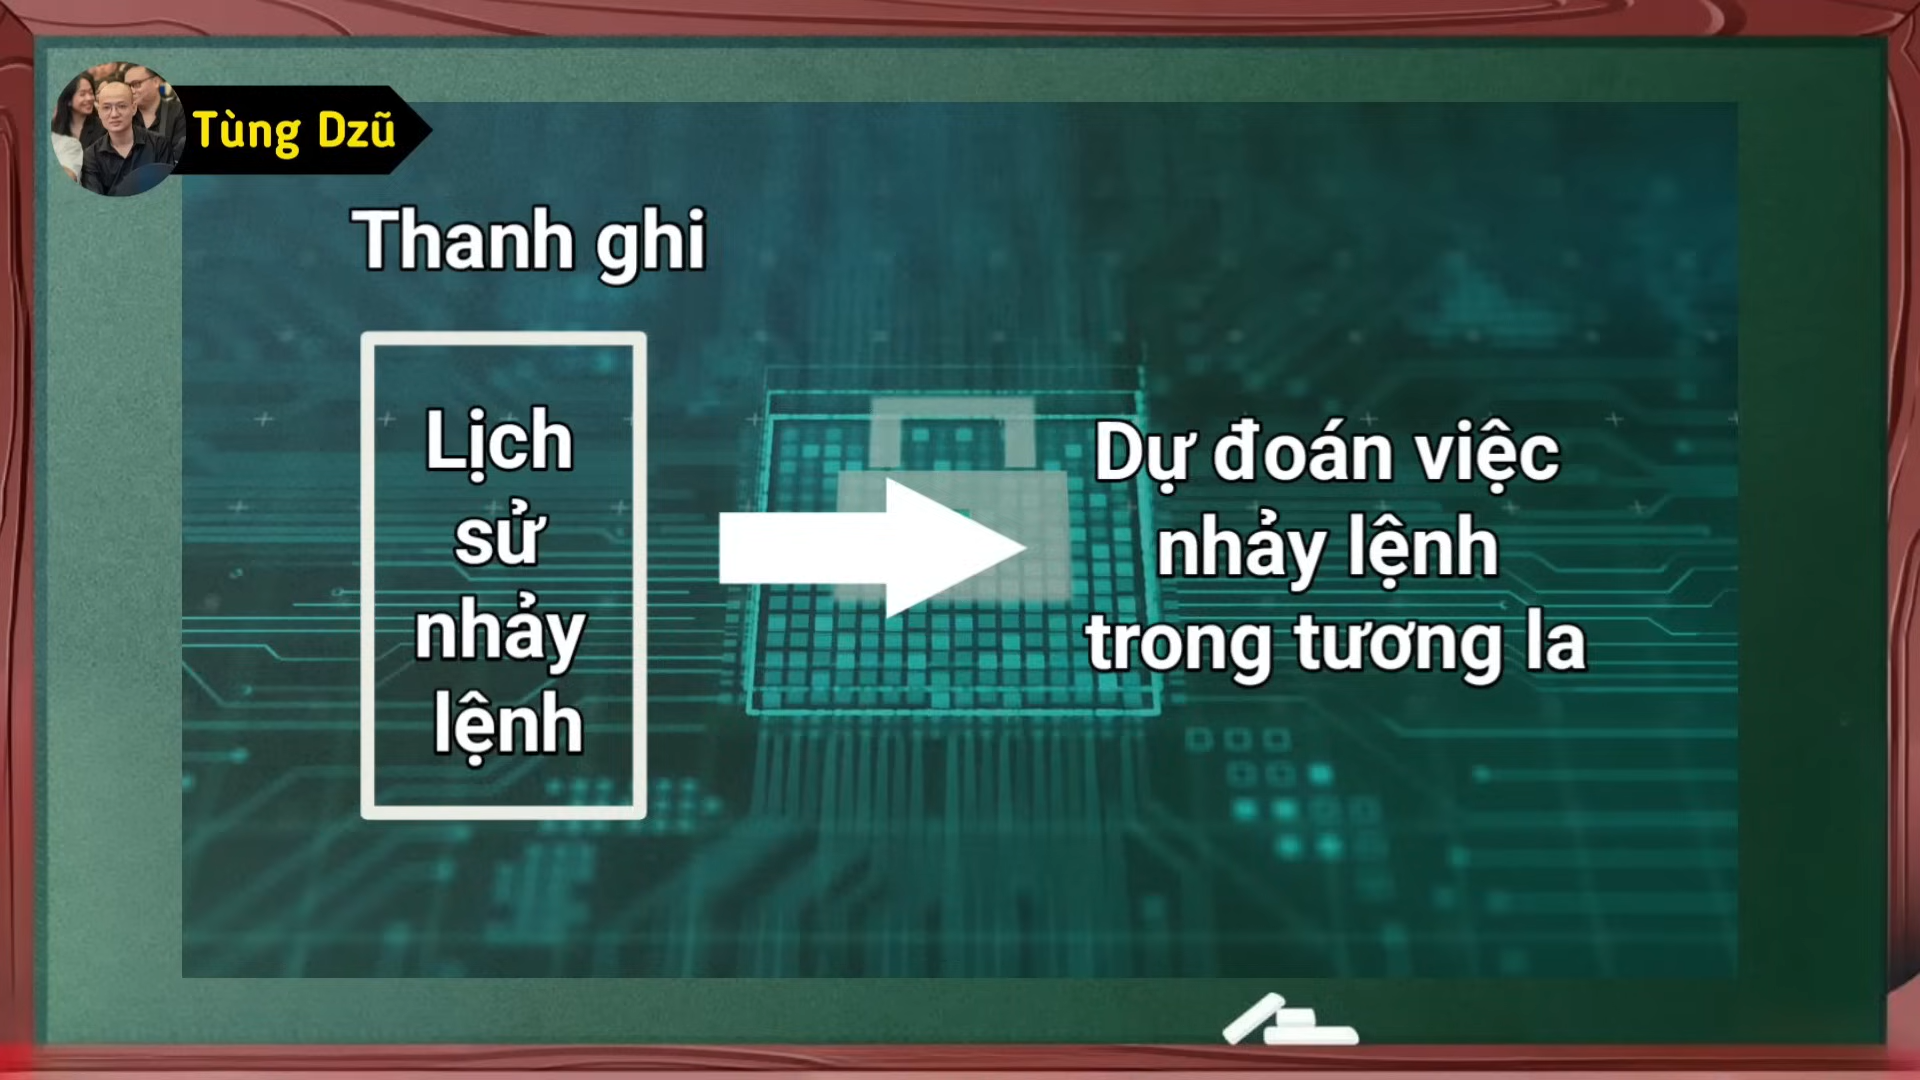 Tùng Dzũ
Thanh ghi
Lịch
sử
nhảy
lệnh
Dự đoán việc
nhảy lệnh
trong tương la